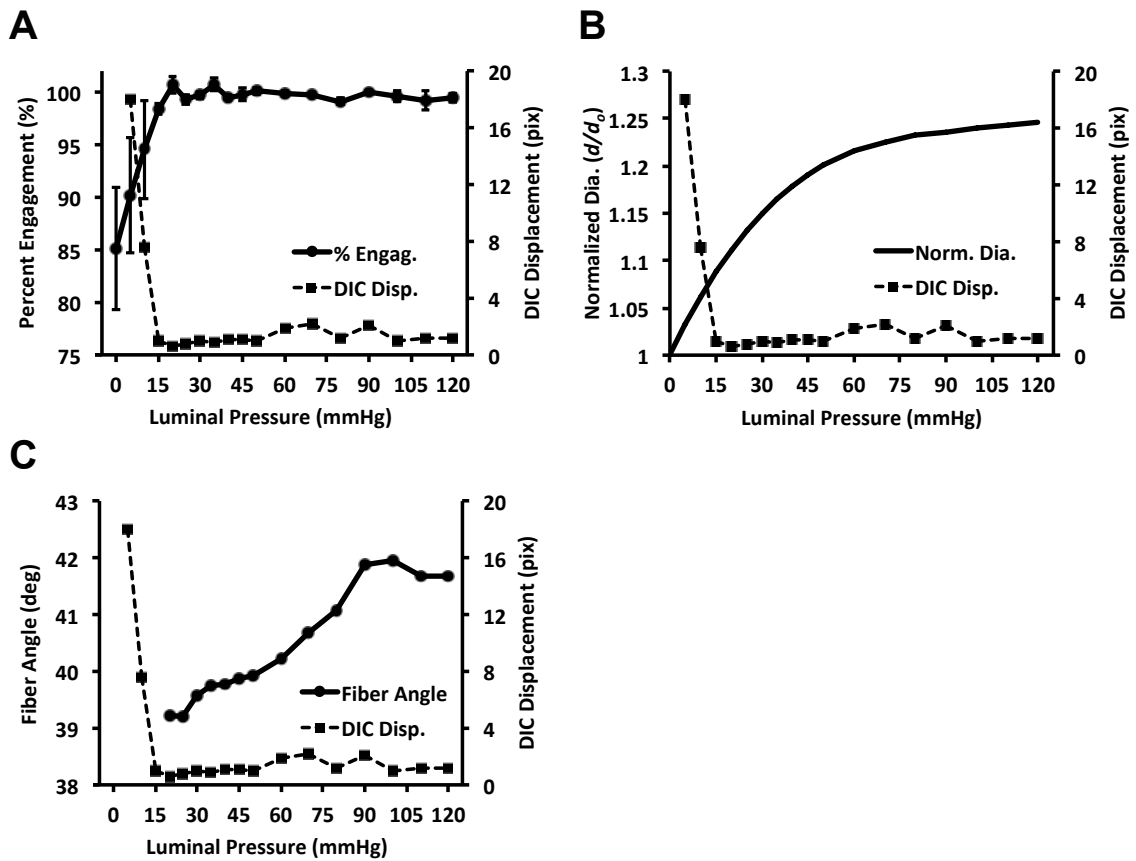 A
Percent Engagement (%)
100
95
90
85
80
75
20
16
12
8
4
0
DIC Displacement (pix)
% Engag.
DIC Disp.
0 15 30 45 60 75 90 105 120
Luminal Pressure (mmHg)
B
Normalized Dia. (d/do)
1.3
1.25
1.2
1.15
1.1
1.05
1
20
16
12
8
4
0
DIC Displacement (pix)
Norm. Dia.
DIC Disp.
0 15 30 45 60 75 90 105 120
Luminal Pressure (mmHg)
C
Fiber Angle (deg)
43
42
41
40
39
38
20
16
12
8
4
0
DIC Displacement (pix)
Fiber Angle
DIC Disp.
0 15 30 45 60 75 90 105 120
Luminal Pressure (mmHg)